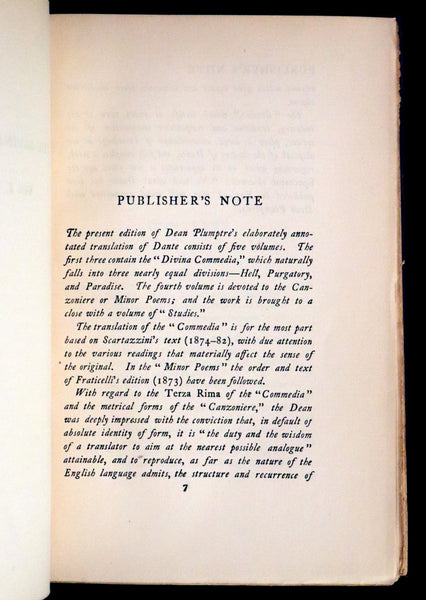 PUBLISHER'S NOTE
The present edition of Dean Plumptre's elaborately anno-
tated translation of Dante consists of five volumes. The
first three contain the "Divina Commedia," which naturally
falls into three nearly equal divisions—Hell, Purgatory,
and Paradise. The fourth volume is devoted to the Can-
zoniere or Minor Poems; and the work is brought to a
close with a volume of "Studies."
The translation of the "Commedia" is for the most part
based on Scartazzini's text (1874-82), with due attention
to the various readings that materially affect the sense of
the original. In the "Minor Poems" the order and text
of Fraticelli's edition (1873) have been followed.
With regard to the Terza Rima of the "Commedia"
and the metrical forms of the "Canzoniere," the Dean
was deeply impressed with the conviction that, in default of
absolute identity of form, it is "the duty and the wisdom
of a translator to aim at the nearest possible analogue"
attainable, and to reproduce, as far as the nature of the
English language admits, the structure and recurrence of
7